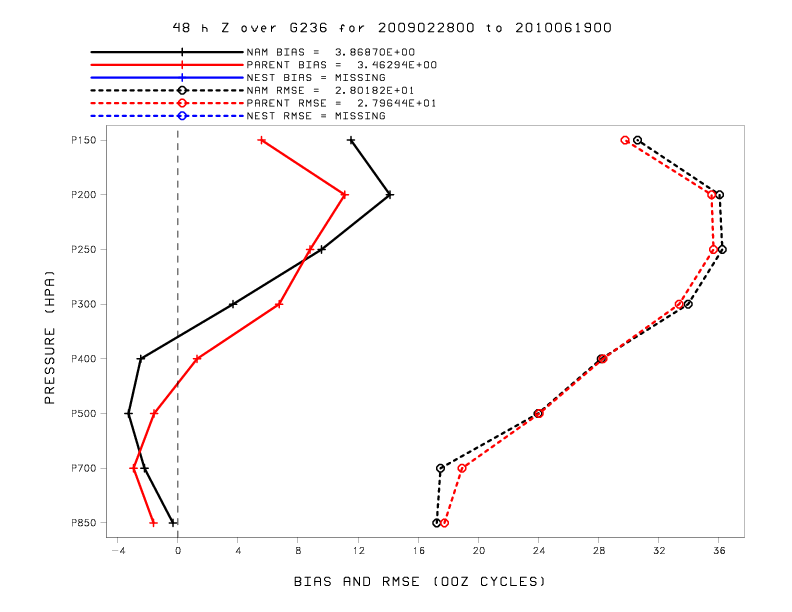 48 h Z over G236 for 2009022800 to 2010061900
NAM BIAS = 3.86870E+00
PARENT BIAS = 3.46294E+00
NEST BIAS = MISSING
NAM RMSE = 2.80182E+01
PARENT RMSE = 2.79644E+01
NEST RMSE = MISSING
P150
P200
P250
P300
P400
P500
P700
P850
PRESSURE (HPA)
-4 0 4 8 12 16 20 24 28 32 36
BIAS AND RMSE (00Z CYCLES)